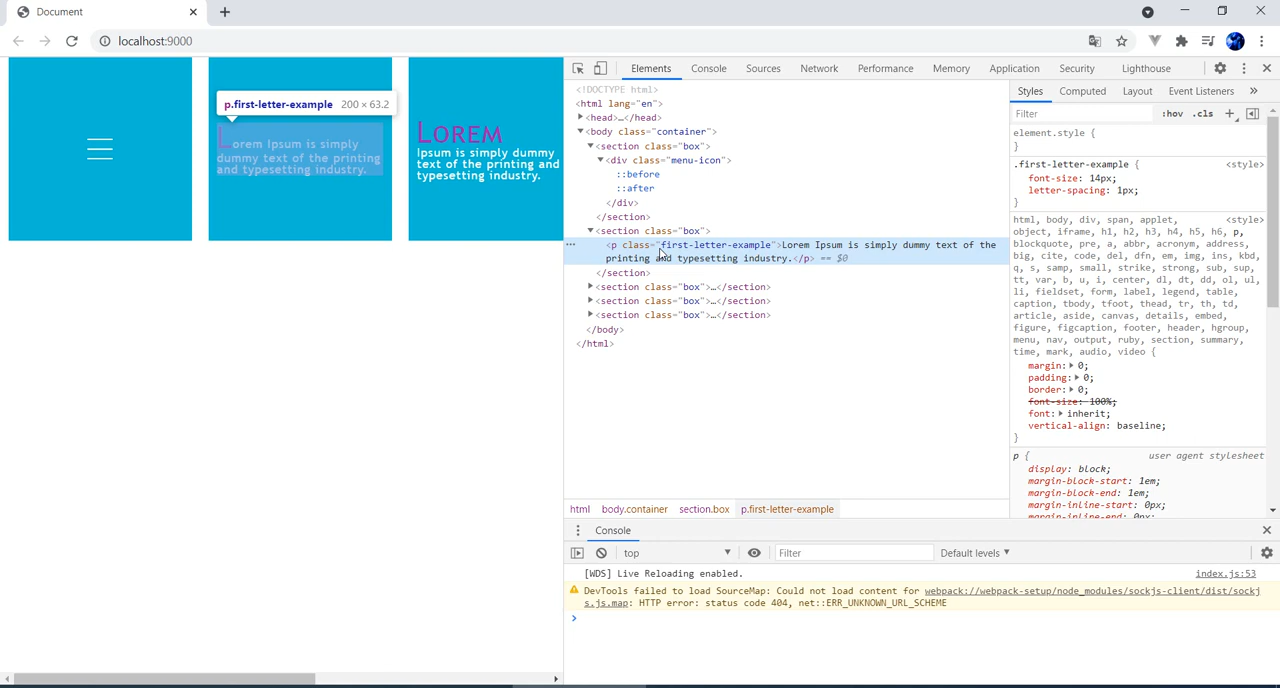 Document
localhost:9000
p.first-letter-example 200 × 63.2
Lorem Ipsum is simply
dummy text of the printing
and typesetting industry.
Lorem
Ipsum is simply dummy
text of the printing and
typesetting industry.
Elements Console Sources Network Performance Memory Application Security Lighthouse
<!DOCTYPE html>
<html lang="en">
<head>…</head>
<body class="container">
<section class="box">
<div class="menu-icon">
::before
::after
</div>
</section>
<section class="box">
<p class="first-letter-example">Lorem Ipsum is simply dummy text of the
printing and typesetting industry.</p> == $0
</section>
<section class="box">…</section>
<section class="box">…</section>
<section class="box">…</section>
</body>
</html>
html body.container section.box p.first-letter-example
Styles Computed Layout Event Listeners »
Filter :hov .cls
element.style {
}
.first-letter-example { <style>
font-size: 14px;
letter-spacing: 1px;
}
html, body, div, span, applet, <style>
object, iframe, h1, h2, h3, h4, h5, h6, p,
blockquote, pre, a, abbr, acronym, address,
big, cite, code, del, dfn, em, img, ins, kbd,
q, s, samp, small, strike, strong, sub, sup,
tt, var, b, u, i, center, dl, dt, dd, ol, ul,
li, fieldset, form, label, legend, table,
caption, tbody, tfoot, thead, tr, th, td,
article, aside, canvas, details, embed,
figure, figcaption, footer, header, hgroup,
menu, nav, output, ruby, section, summary,
time, mark, audio, video {
margin: 0;
padding: 0;
border: 0;
font-size: 100%;
font: inherit;
vertical-align: baseline;
}
p { user agent stylesheet
display: block;
margin-block-start: 1em;
margin-block-end: 1em;
margin-inline-start: 0px;
margin-inline-end: 0px;
Console
top Filter Default levels
[WDS] Live Reloading enabled. index.js:53
DevTools failed to load SourceMap: Could not load content for webpack://webpack-setup/node_modules/sockjs-client/dist/sockj
s.js.map: HTTP error: status code 404, net::ERR_UNKNOWN_URL_SCHEME